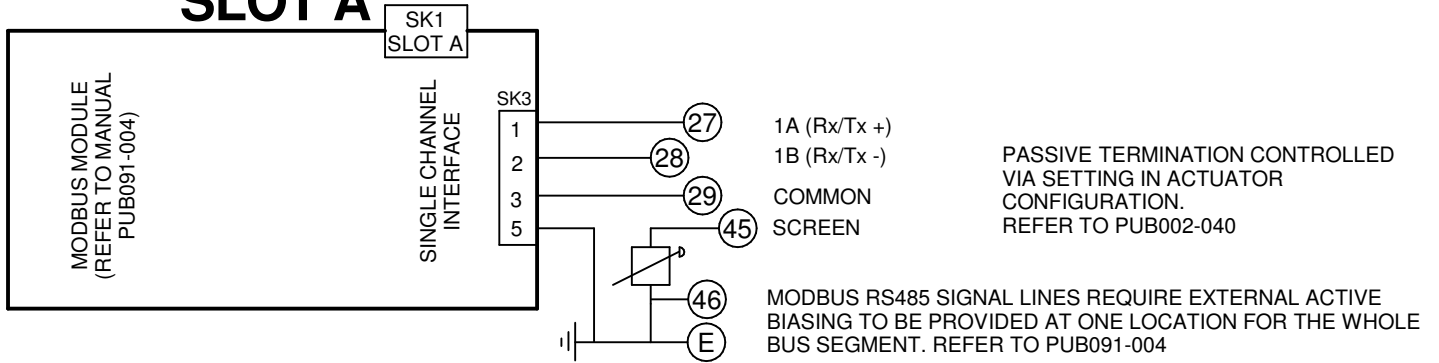 SLOT A
SK1
SLOT A
MODBUS MODULE
(REFER TO MANUAL
PUB091-004)
SINGLE CHANNEL
INTERFACE
SK3
1
2
3
5
27
28
29
45
46
E
1A (Rx/Tx +)
1B (Rx/Tx -)
COMMON
SCREEN
PASSIVE TERMINATION CONTROLLED
VIA SETTING IN ACTUATOR
CONFIGURATION.
REFER TO PUB002-040
MODBUS RS485 SIGNAL LINES REQUIRE EXTERNAL ACTIVE
BIASING TO BE PROVIDED AT ONE LOCATION FOR THE WHOLE
BUS SEGMENT. REFER TO PUB091-004